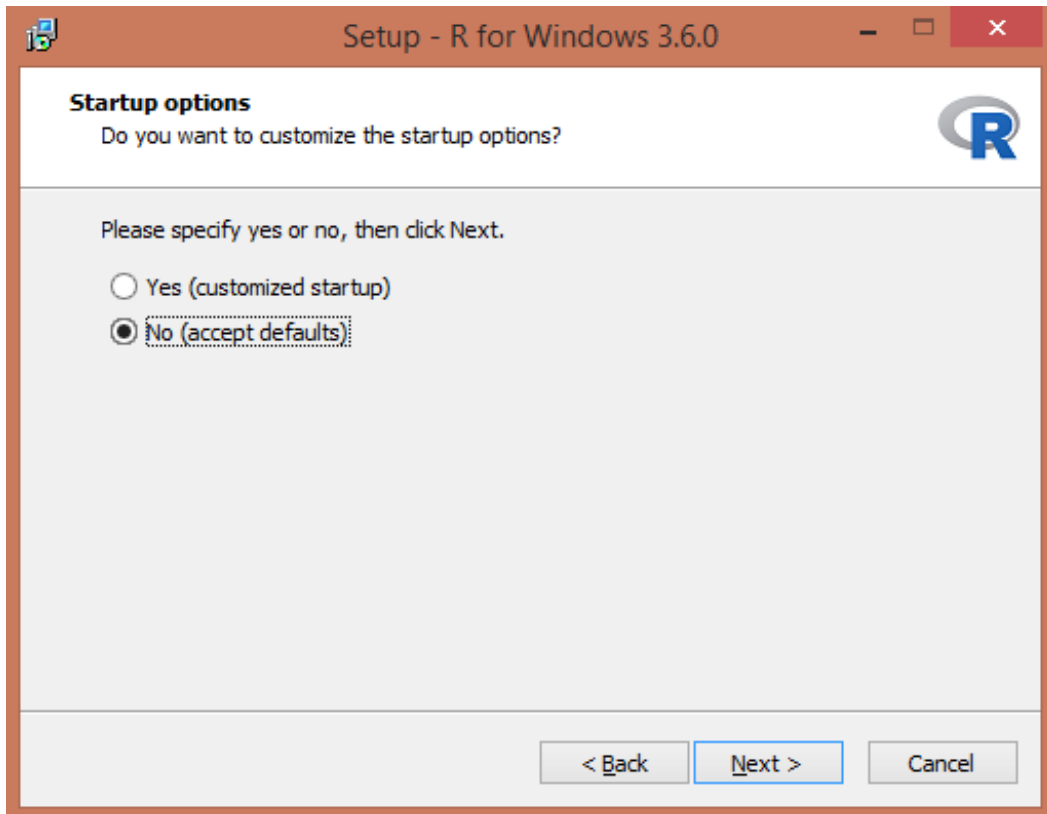 Setup - R for Windows 3.6.0
Startup options
Do you want to customize the startup options?
R
Please specify yes or no, then click Next.
Yes (customized startup)
No (accept defaults)
< Back
Next >
Cancel